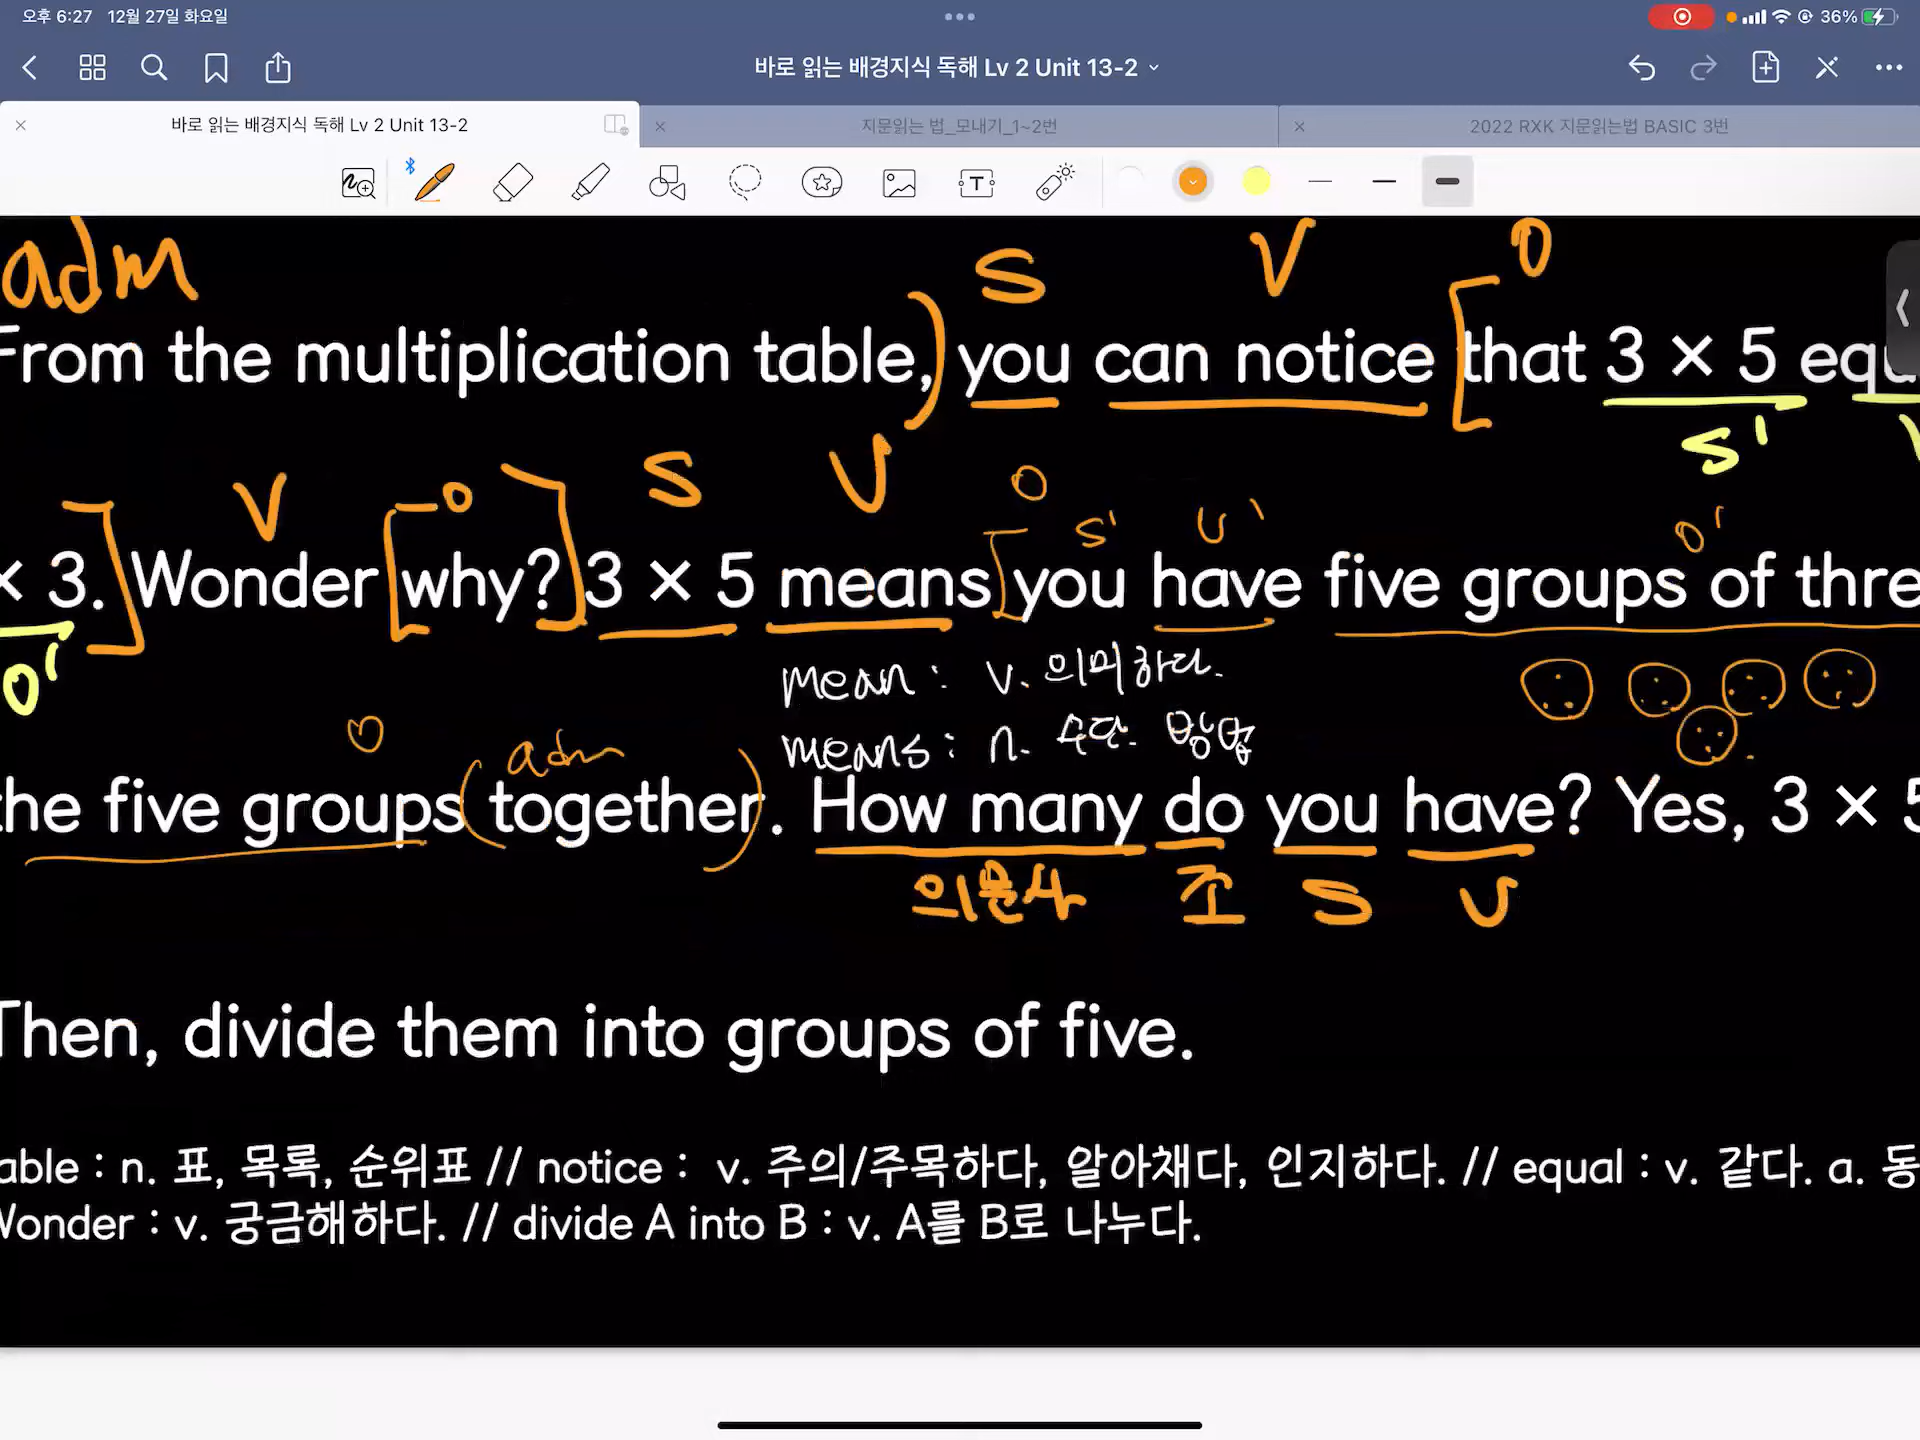 오후 6:27 12월 27일 화요일
36%
바로 읽는 배경지식 독해 Lv 2 Unit 13-2
바로 읽는 배경지식 독해 Lv 2 Unit 13-2
지문읽는 법_모내기_1~2번
2022 RXK 지문읽는법 BASIC 3번
adm S V O
From the multiplication table, you can notice that 3 × 5 equ
S'
V O S V O S' V' O'
× 3. Wonder why? 3 × 5 means you have five groups of thre
O'
mean : v. 의미하다.
means : n. 수단. 방법
O adm
the five groups together. How many do you have? Yes, 3 × 5
의문사 조 S V
Then, divide them into groups of five.
able : n. 표, 목록, 순위표 // notice : v. 주의/주목하다, 알아채다, 인지하다. // equal : v. 같다. a. 동
Wonder : v. 궁금해하다. // divide A into B : v. A를 B로 나누다.